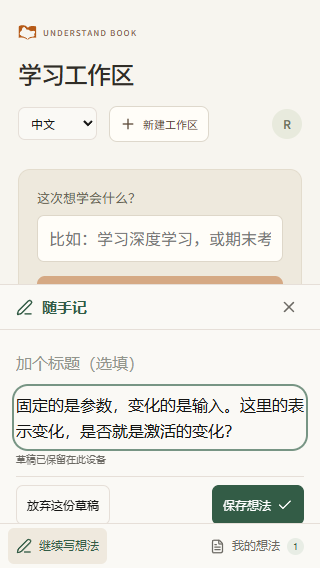 UNDERSTAND BOOK
学习工作区
中文
新建工作区
R
这次想学会什么？
比如：学习深度学习，或期末考
随手记
加个标题（选填）
固定的是参数，变化的是输入。这里的表
示变化，是否就是激活的变化？
草稿已保留在此设备
放弃这份草稿
保存想法
继续写想法
我的想法
1